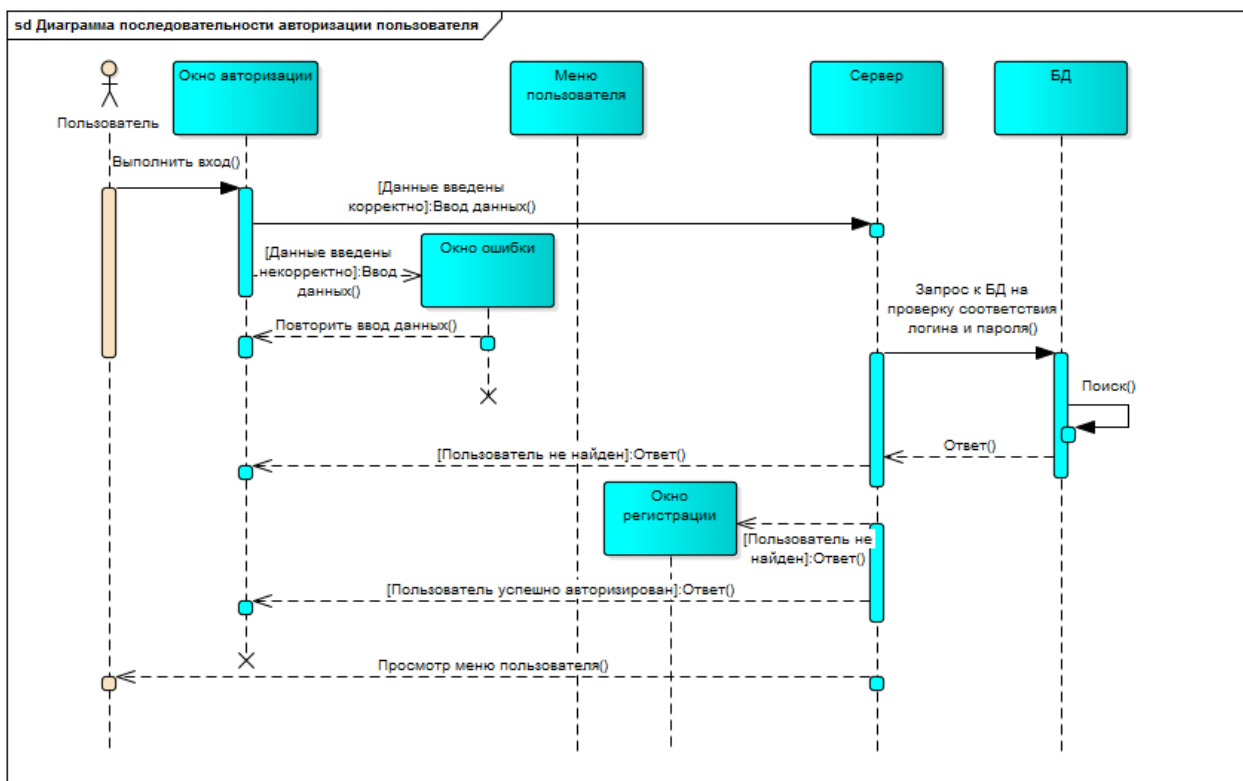 sd Диаграмма последовательности авторизации пользователя
Окно авторизации
Меню
пользователя
Сервер
БД
Пользователь
Выполнить вход()
[Данные введены
корректно]:Ввод данных()
[Данные введены
некорректно]:Ввод
данных()
Окно ошибки
Запрос к БД на
проверку соответствия
логина и пароля()
Повторить ввод данных()
Поиск()
Ответ()
[Пользователь не найден]:Ответ()
Окно
регистрации
[Пользователь не
найден]:Ответ()
[Пользователь успешно авторизирован]:Ответ()
Просмотр меню пользователя()